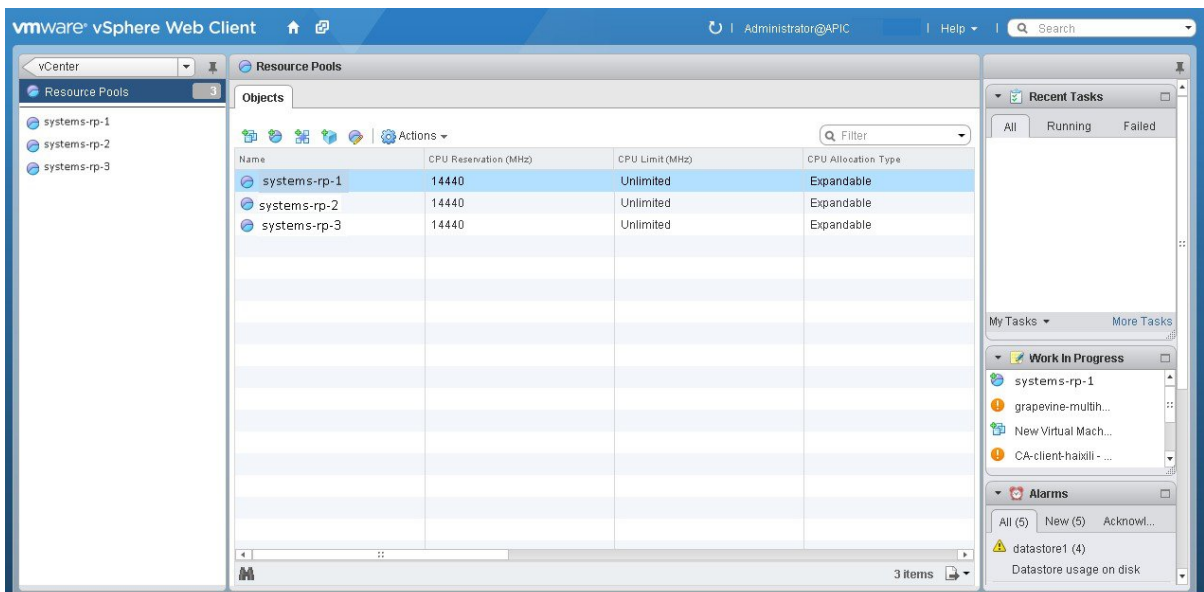 vmware® vSphere Web Client
Administrator@APIC
Help
Search
vCenter
Resource Pools 3
systems-rp-1
systems-rp-2
systems-rp-3
Resource Pools
Objects
Actions
Filter
Name CPU Reservation (MHz) CPU Limit (MHz) CPU Allocation Type
systems-rp-1 14440 Unlimited Expandable
systems-rp-2 14440 Unlimited Expandable
systems-rp-3 14440 Unlimited Expandable
3 items
Recent Tasks
All Running Failed
My Tasks More Tasks
Work In Progress
systems-rp-1
grapevine-multih...
New Virtual Mach...
CA-client-haixili - ...
Alarms
All (5) New (5) Acknowl...
datastore1 (4)
Datastore usage on disk